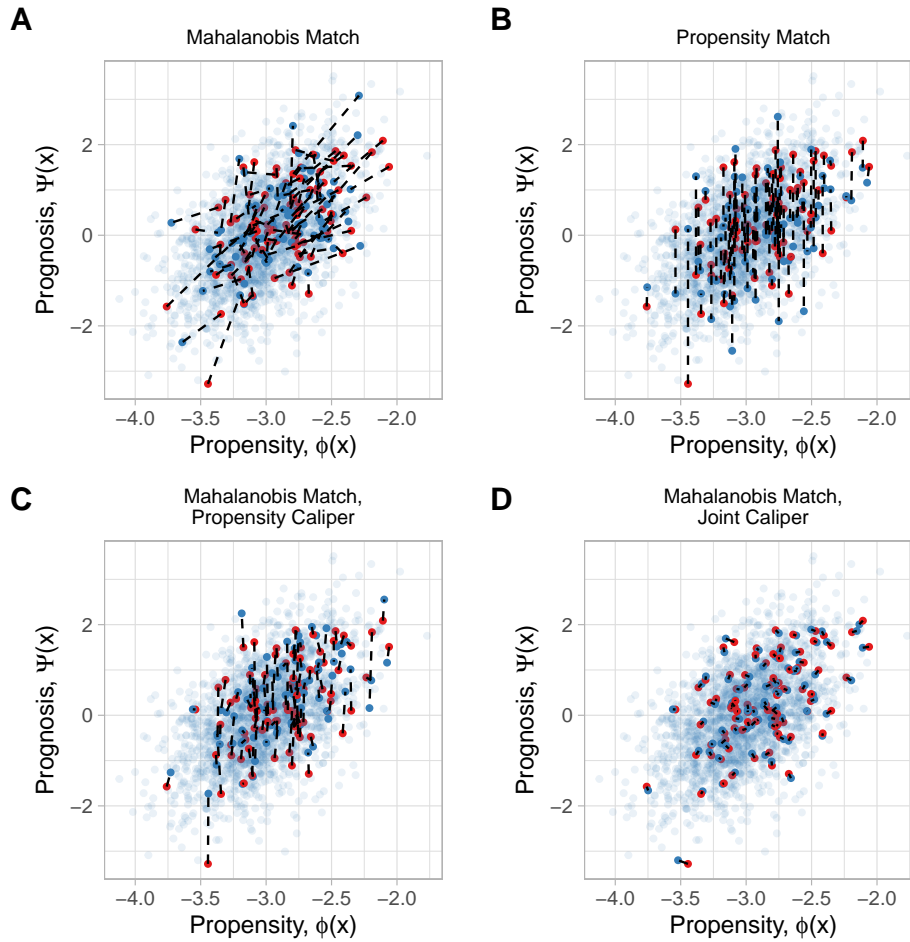 A
Mahalanobis Match
Prognosis, Ψ(x)
2
0
−2
−4.0 −3.5 −3.0 −2.5 −2.0
Propensity, ϕ(x)
B
Propensity Match
Prognosis, Ψ(x)
2
0
−2
−4.0 −3.5 −3.0 −2.5 −2.0
Propensity, ϕ(x)
C
Mahalanobis Match,
Propensity Caliper
Prognosis, Ψ(x)
2
0
−2
−4.0 −3.5 −3.0 −2.5 −2.0
Propensity, ϕ(x)
D
Mahalanobis Match,
Joint Caliper
Prognosis, Ψ(x)
2
0
−2
−4.0 −3.5 −3.0 −2.5 −2.0
Propensity, ϕ(x)